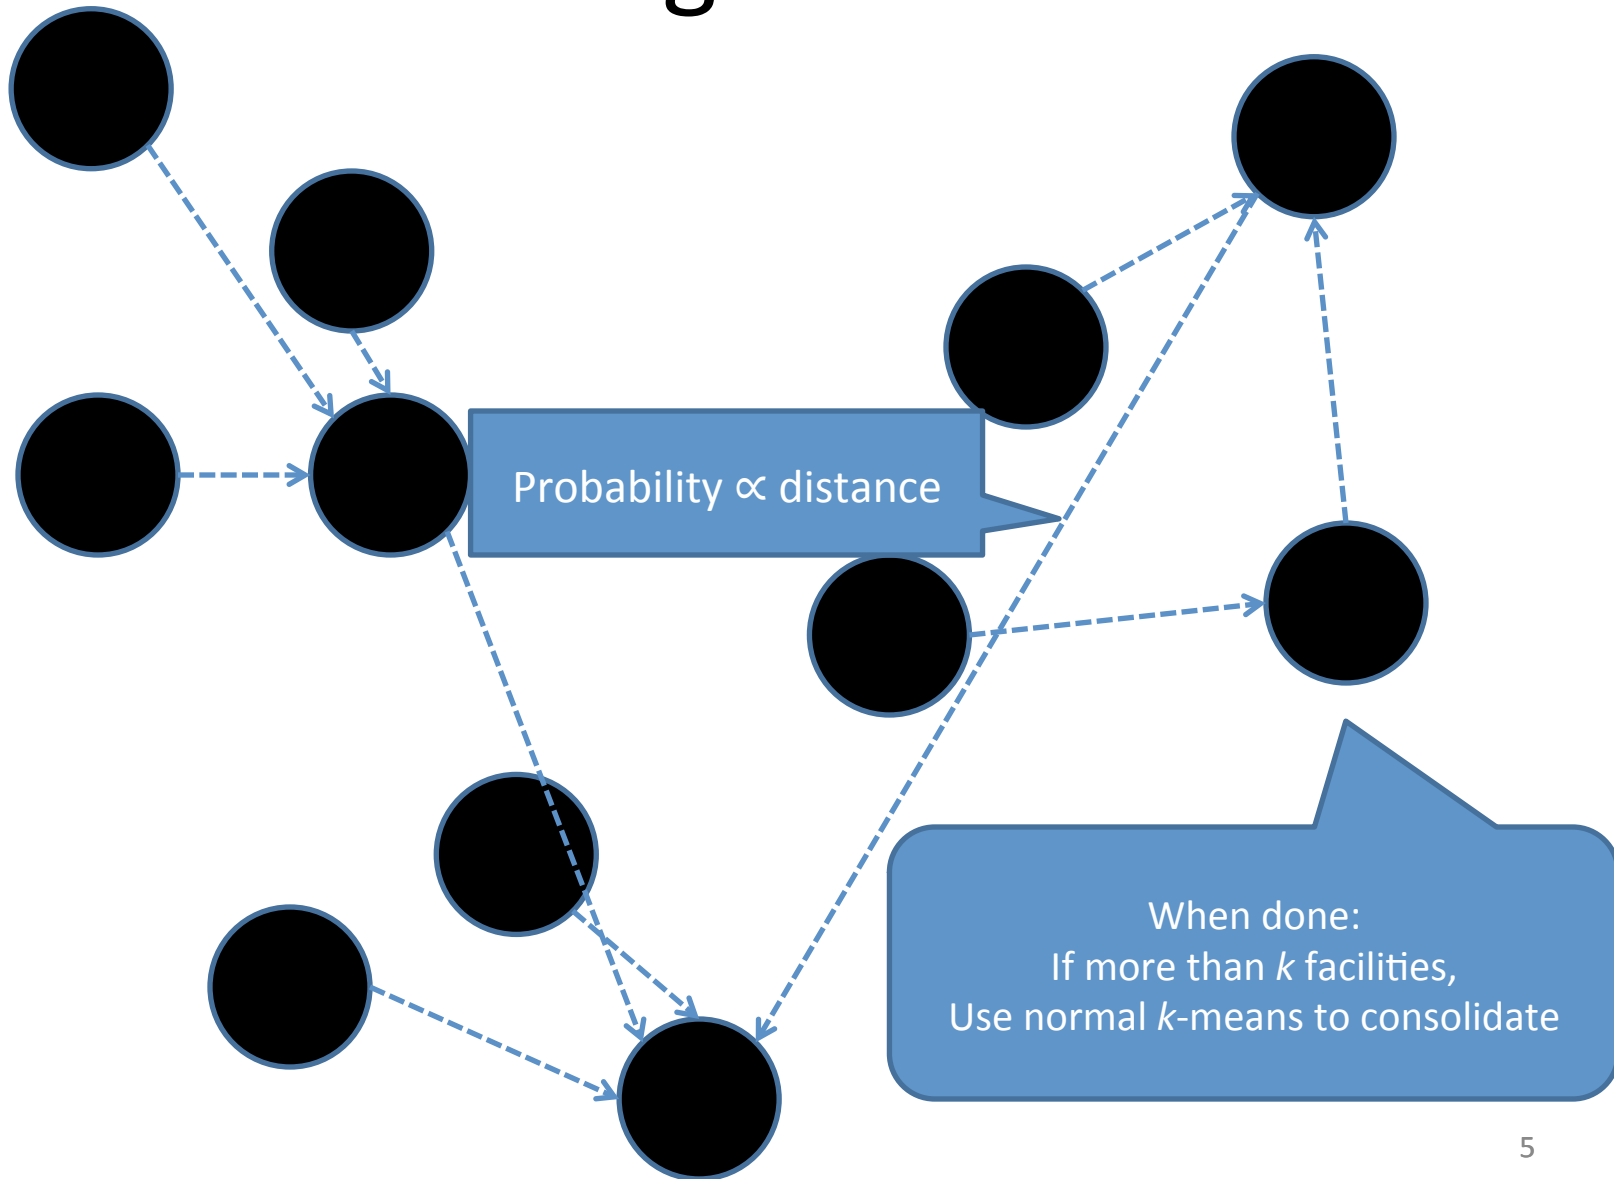 Probability ∝ distance
When done:
If more than k facilities,
Use normal k-means to consolidate
5